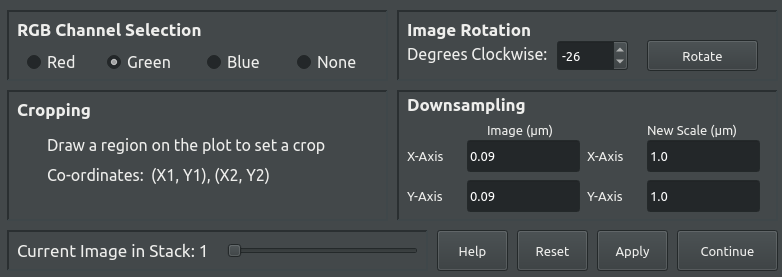 RGB Channel Selection
Red Green Blue None
Image Rotation
Degrees Clockwise: -26 Rotate
Cropping
Draw a region on the plot to set a crop
Co-ordinates: (X1, Y1), (X2, Y2)
Downsampling
Image (μm) New Scale (μm)
X-Axis 0.09 X-Axis 1.0
Y-Axis 0.09 Y-Axis 1.0
Current Image in Stack: 1
Help Reset Apply Continue